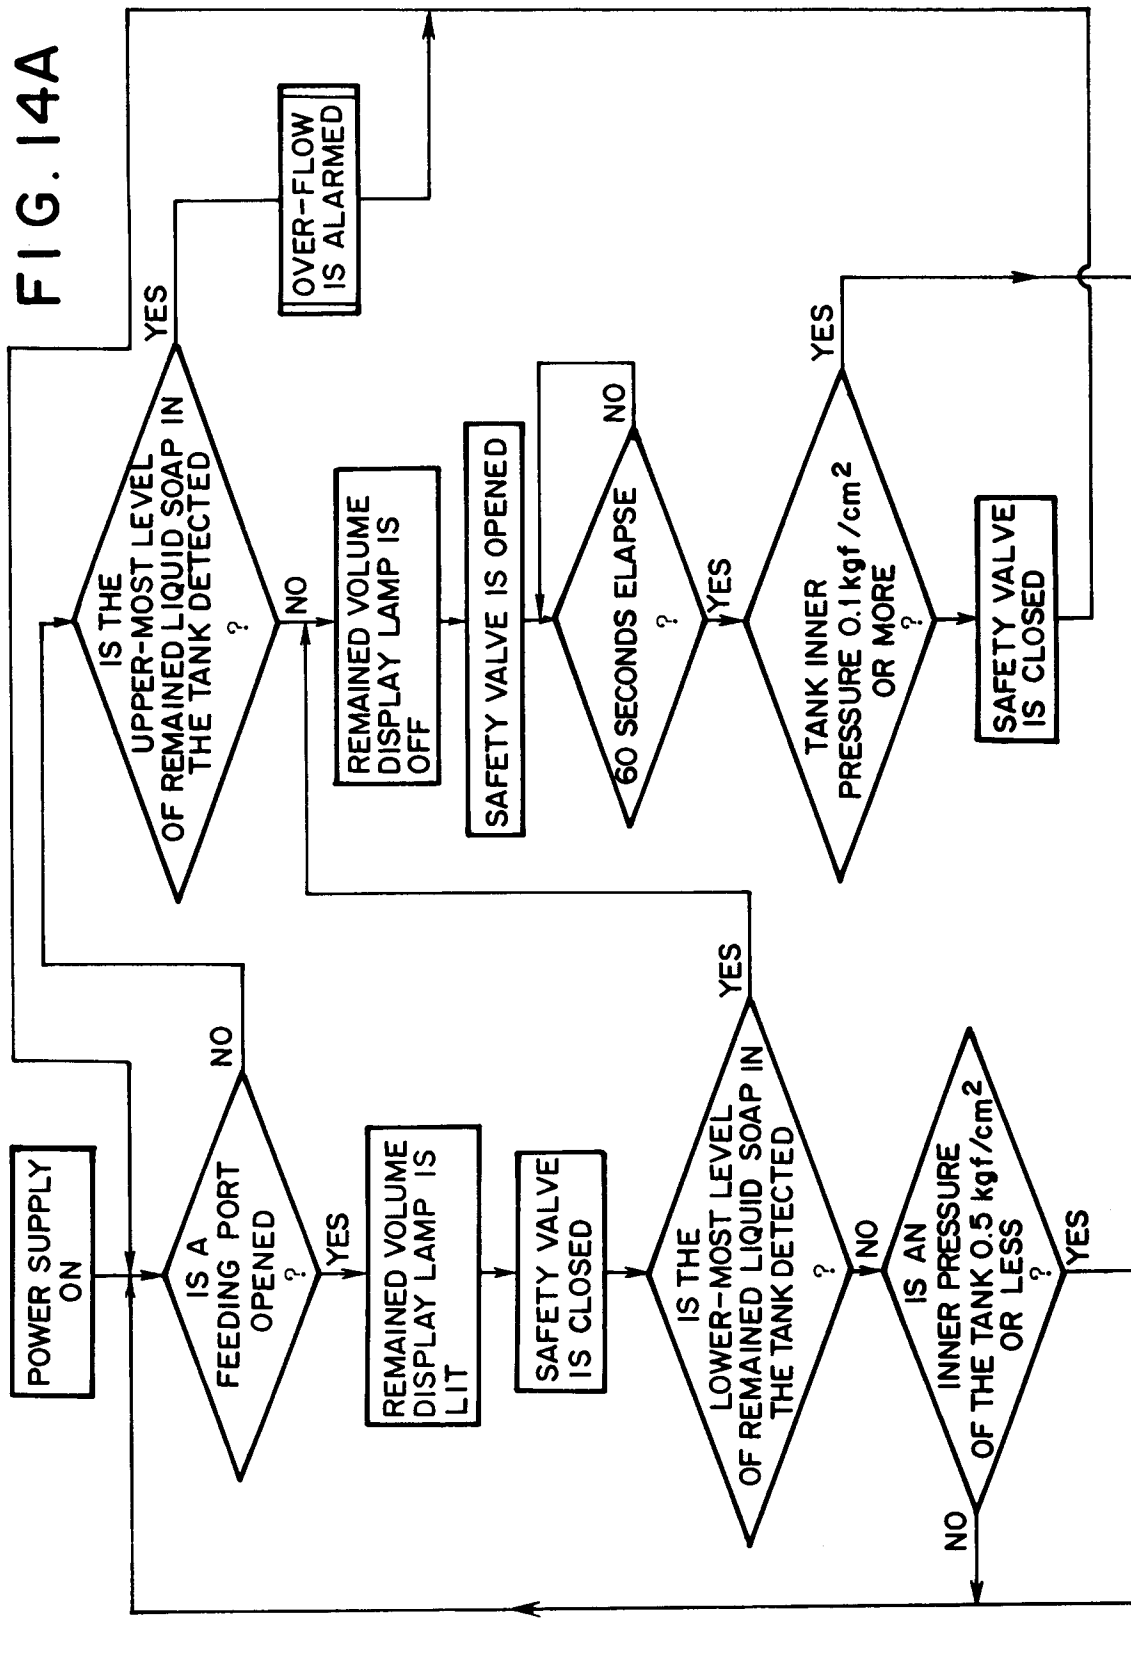 FIG. 14A
POWER SUPPLY
ON
IS A
FEEDING PORT
OPENED
?
NO
YES
REMAINED VOLUME
DISPLAY LAMP IS
LIT
SAFETY VALVE
IS CLOSED
IS THE
LOWER-MOST LEVEL
OF REMAINED LIQUID SOAP IN
THE TANK DETECTED
?
YES
NO
IS AN
INNER PRESSURE
OF THE TANK 0.5 kgf/cm²
OR LESS
?
NO
YES
IS THE
UPPER-MOST LEVEL
OF REMAINED LIQUID SOAP IN
THE TANK DETECTED
?
YES
NO
OVER-FLOW
IS ALARMED
REMAINED VOLUME
DISPLAY LAMP IS
OFF
SAFETY VALVE IS OPENED
60 SECONDS ELAPSE
?
NO
YES
TANK INNER
PRESSURE 0.1 kgf/cm²
OR MORE
?
YES
SAFETY VALVE
IS CLOSED